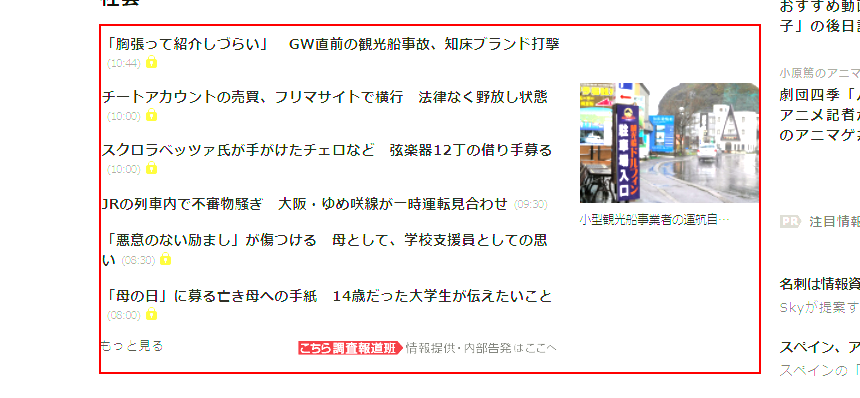 「胸張って紹介しづらい」　GW直前の観光船事故、知床ブランド打撃
(10:44)
チートアカウントの売買、フリマサイトで横行　法律なく野放し状態
(10:00)
スクロラベッツァ氏が手がけたチェロなど　弦楽器12丁の借り手募る
(10:00)
JRの列車内で不審物騒ぎ　大阪・ゆめ咲線が一時運転見合わせ (09:30)
「悪意のない励まし」が傷つける　母として、学校支援員としての思
い (08:30)
「母の日」に募る亡き母への手紙　14歳だった大学生が伝えたいこと
(08:00)
もっと見る
こちら調査報道班 情報提供・内部告発はここへ
駐車場入口
小型観光船事業者の運航自…
おすすめ動
子」の後日
小原篤のアニマ
劇団四季「
アニメ記者が
のアニマゲ
PR 注目情報
名刺は情報資
Skyが提案す
スペイン、ア
スペインの「